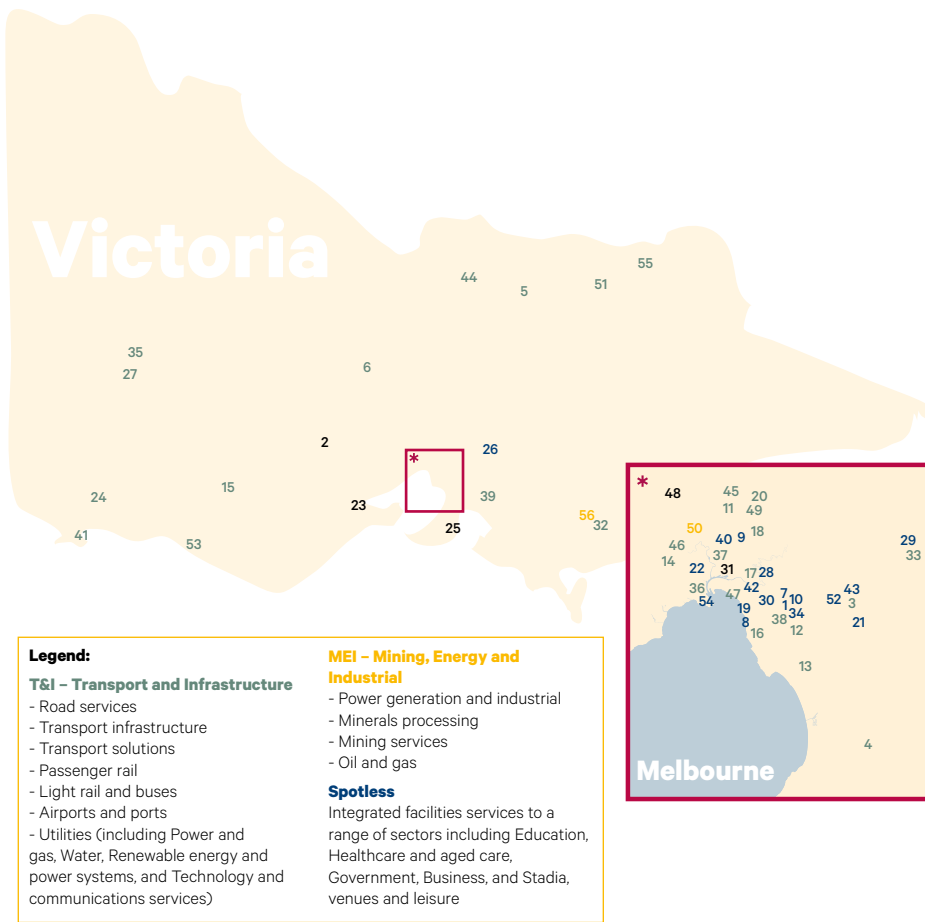 Victoria
55
44
51
5
35
6
27
2
26
*
15
24
39
23
56
32
25
41
53
*
48
45
20
11
49
50
18
40
9
29
46
37
33
14
22
31
17
28
36
42
43
47
7
54
30
1
10
52
3
19
34
8
38
21
16
12
13
4
Melbourne
Legend:
T&I – Transport and Infrastructure
- Road services
- Transport infrastructure
- Transport solutions
- Passenger rail
- Light rail and buses
- Airports and ports
- Utilities (including Power and
gas, Water, Renewable energy and
power systems, and Technology and
communications services)
MEI – Mining, Energy and
Industrial
- Power generation and industrial
- Minerals processing
- Mining services
- Oil and gas
Spotless
Integrated facilities services to a
range of sectors including Education,
Healthcare and aged care,
Government, Business, and Stadia,
venues and leisure